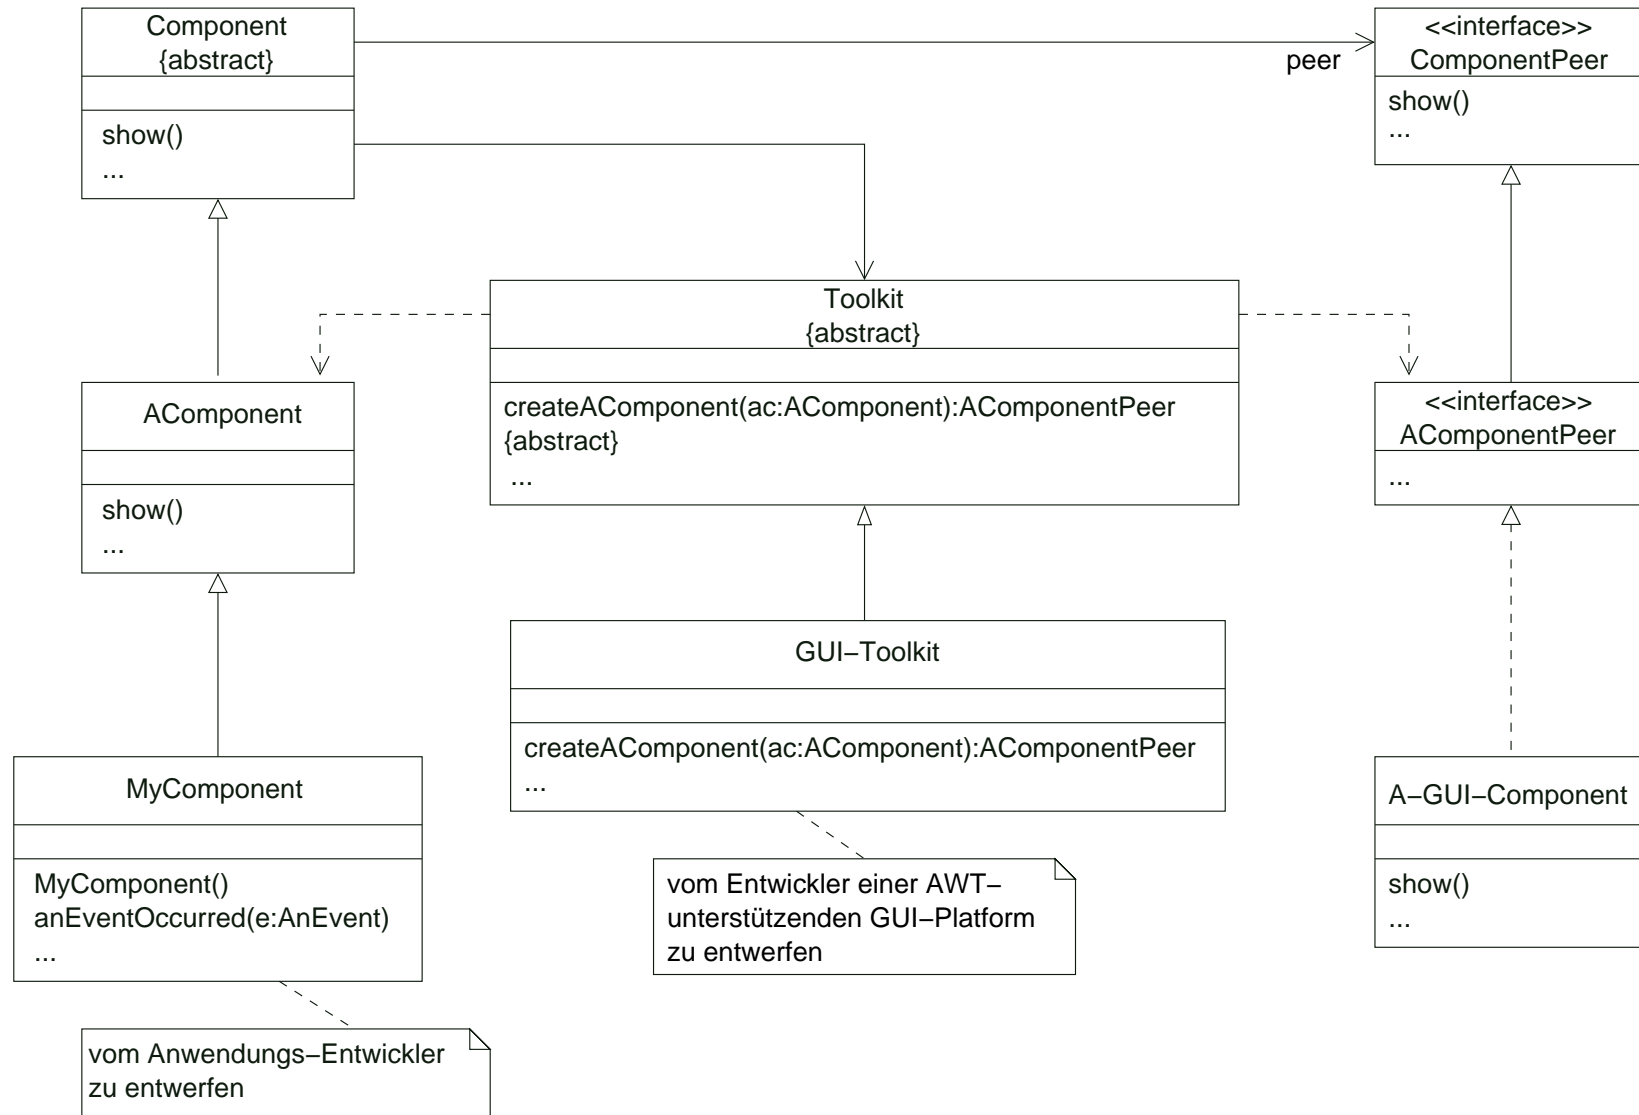 Component
{abstract}
show()
...
peer
<<interface>>
ComponentPeer
show()
...
Toolkit
{abstract}
createAComponent(ac:AComponent):AComponentPeer
{abstract}
...
AComponent
show()
...
<<interface>>
AComponentPeer
...
GUI−Toolkit
createAComponent(ac:AComponent):AComponentPeer
...
MyComponent
MyComponent()
anEventOccurred(e:AnEvent)
...
A−GUI−Component
show()
...
vom Entwickler einer AWT−
unterstützenden GUI−Platform
zu entwerfen
vom Anwendungs−Entwickler
zu entwerfen